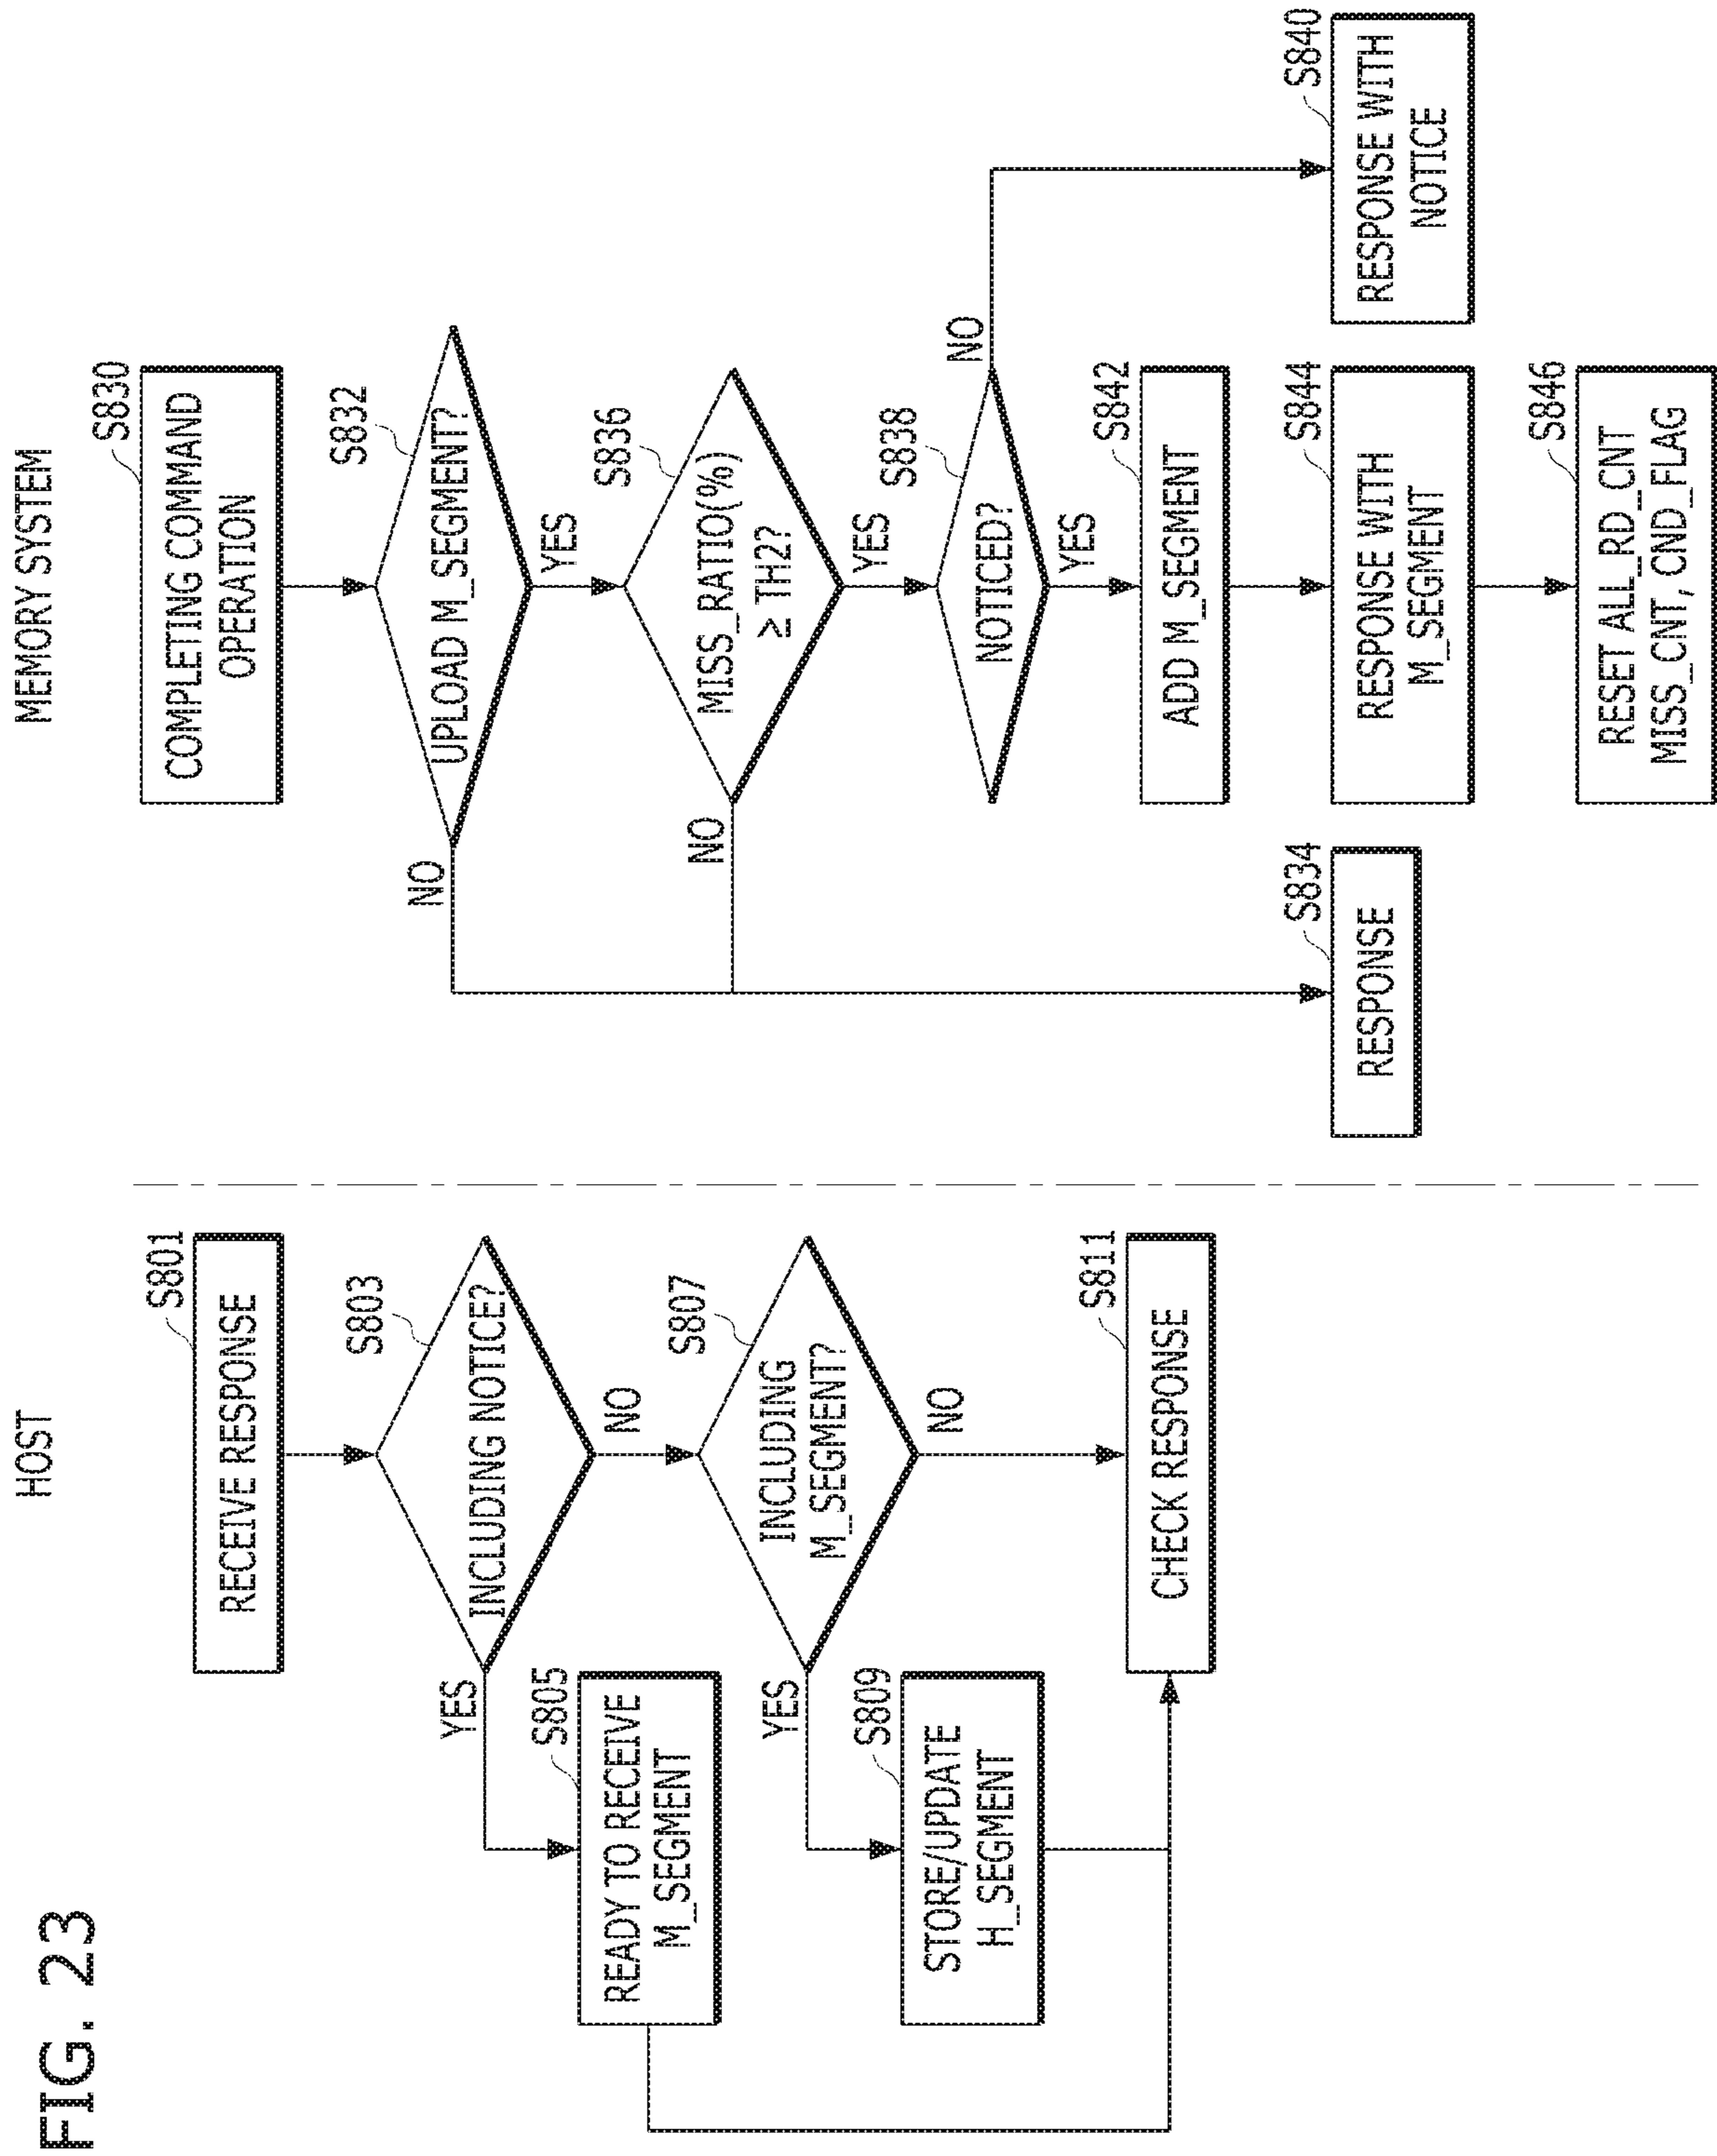 FIG. 23
HOST
S801
RECEIVE RESPONSE
S803
INCLUDING NOTICE?
YES
NO
S805
READY TO RECEIVE
M_SEGMENT
S807
INCLUDING
M_SEGMENT?
YES
NO
S809
STORE/UPDATE
H_SEGMENT
S811
CHECK RESPONSE
MEMORY SYSTEM
S830
COMPLETING COMMAND
OPERATION
S832
UPLOAD M_SEGMENT?
NO
YES
S836
MISS_RATIO(%)
≥ TH2?
NO
YES
S838
NOTICED?
NO
YES
S842
ADD M_SEGMENT
S834
RESPONSE
S844
RESPONSE WITH
M_SEGMENT
S840
RESPONSE WITH
NOTICE
S846
RESET ALL_RD_CNT
MISS_CNT, CND_FLAG